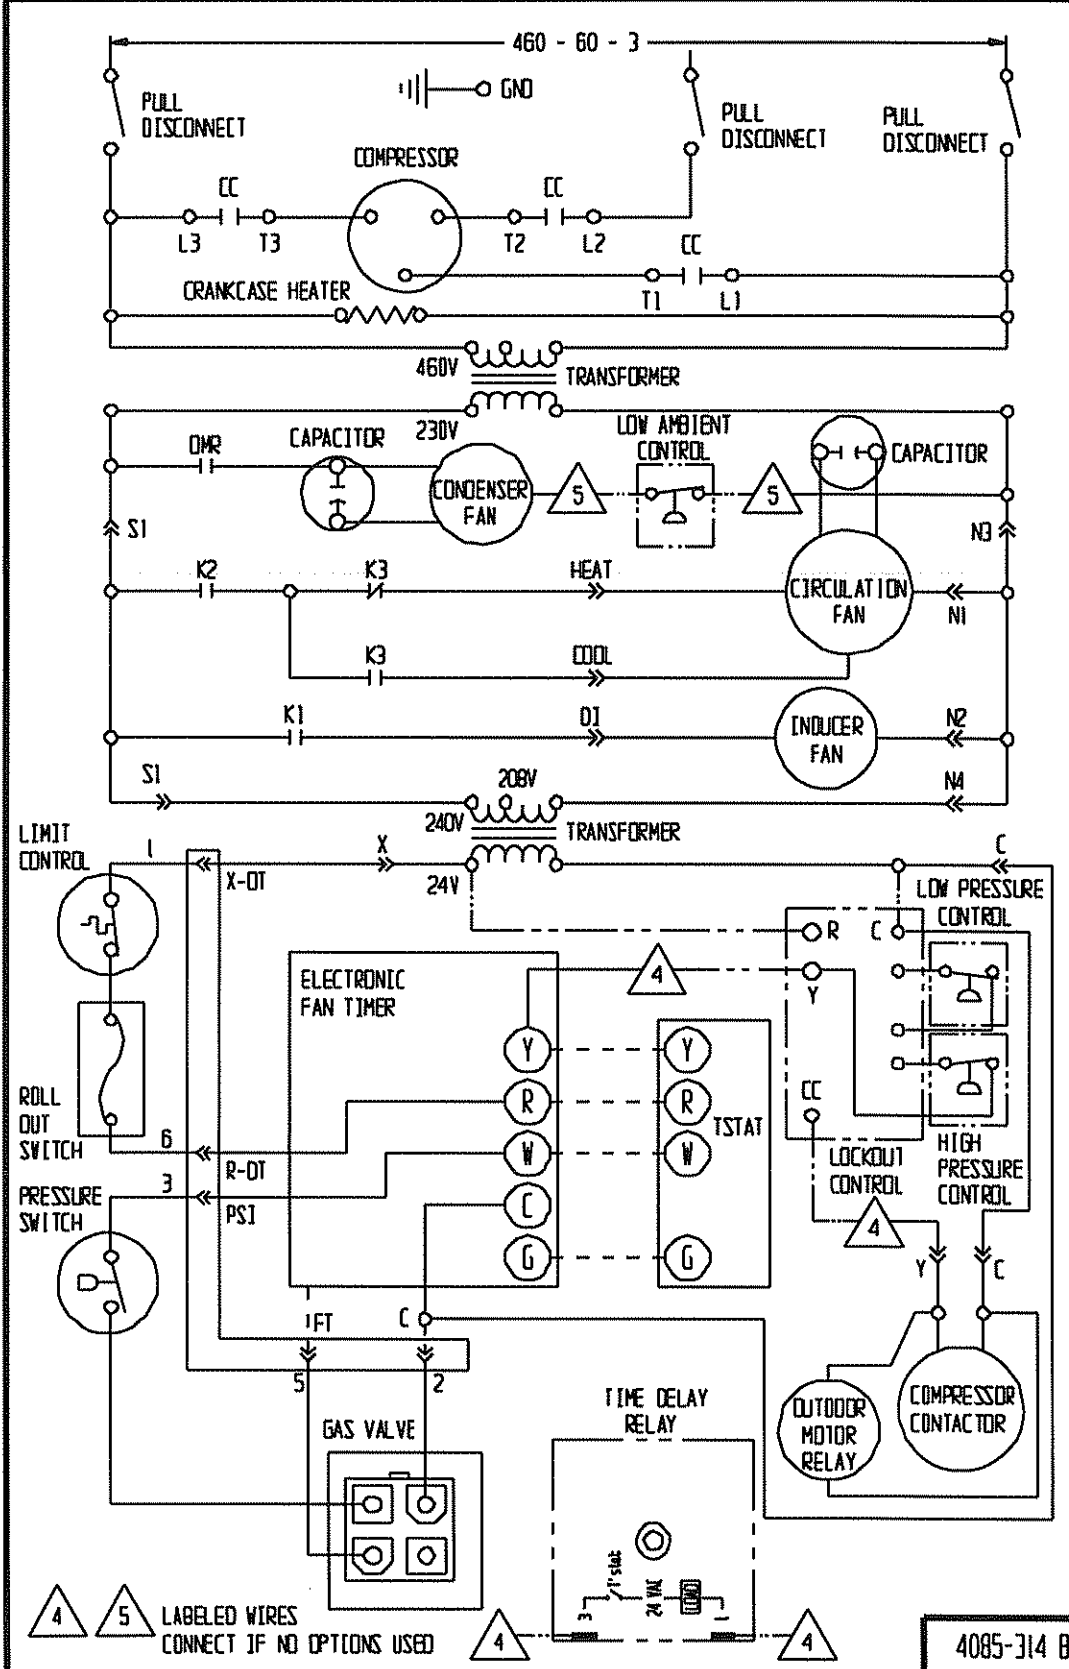 460 - 60 - 3
GND
PULL
DISCONNECT
PULL
DISCONNECT
PULL
DISCONNECT
COMPRESSOR
CC
CC
L3
T3
T2
L2
CC
CRANKCASE HEATER
T1
L1
460V
TRANSFORMER
230V
LOW AMBIENT
CONTROL
OMR
CAPACITOR
CAPACITOR
CONDENSER
FAN
5
5
S1
N3
K2
K3
HEAT
CIRCULATION
FAN
N1
K3
COOL
K1
OI
INDUCER
FAN
N2
S1
208V
N4
240V
TRANSFORMER
LIMIT
CONTROL
1
X
C
X-OT
24V
LOW PRESSURE
CONTROL
R
C
ELECTRONIC
FAN TIMER
4
Y
Y
Y
R
R
TSTAT
CC
ROLL
OUT
SWITCH
6
W
W
R-OT
LOCKOUT
CONTROL
HIGH
PRESSURE
CONTROL
3
PRESSURE
SWITCH
PSI
C
4
G
G
Y
C
FT
C
5
2
TIME DELAY
RELAY
OUTDOOR
MOTOR
RELAY
COMPRESSOR
CONTACTOR
GAS VALVE
3
T'stat
24 VAC
LOAD
1
4
5
LABELED WIRES
CONNECT IF NO OPTIONS USED
4
4
4085-314 B